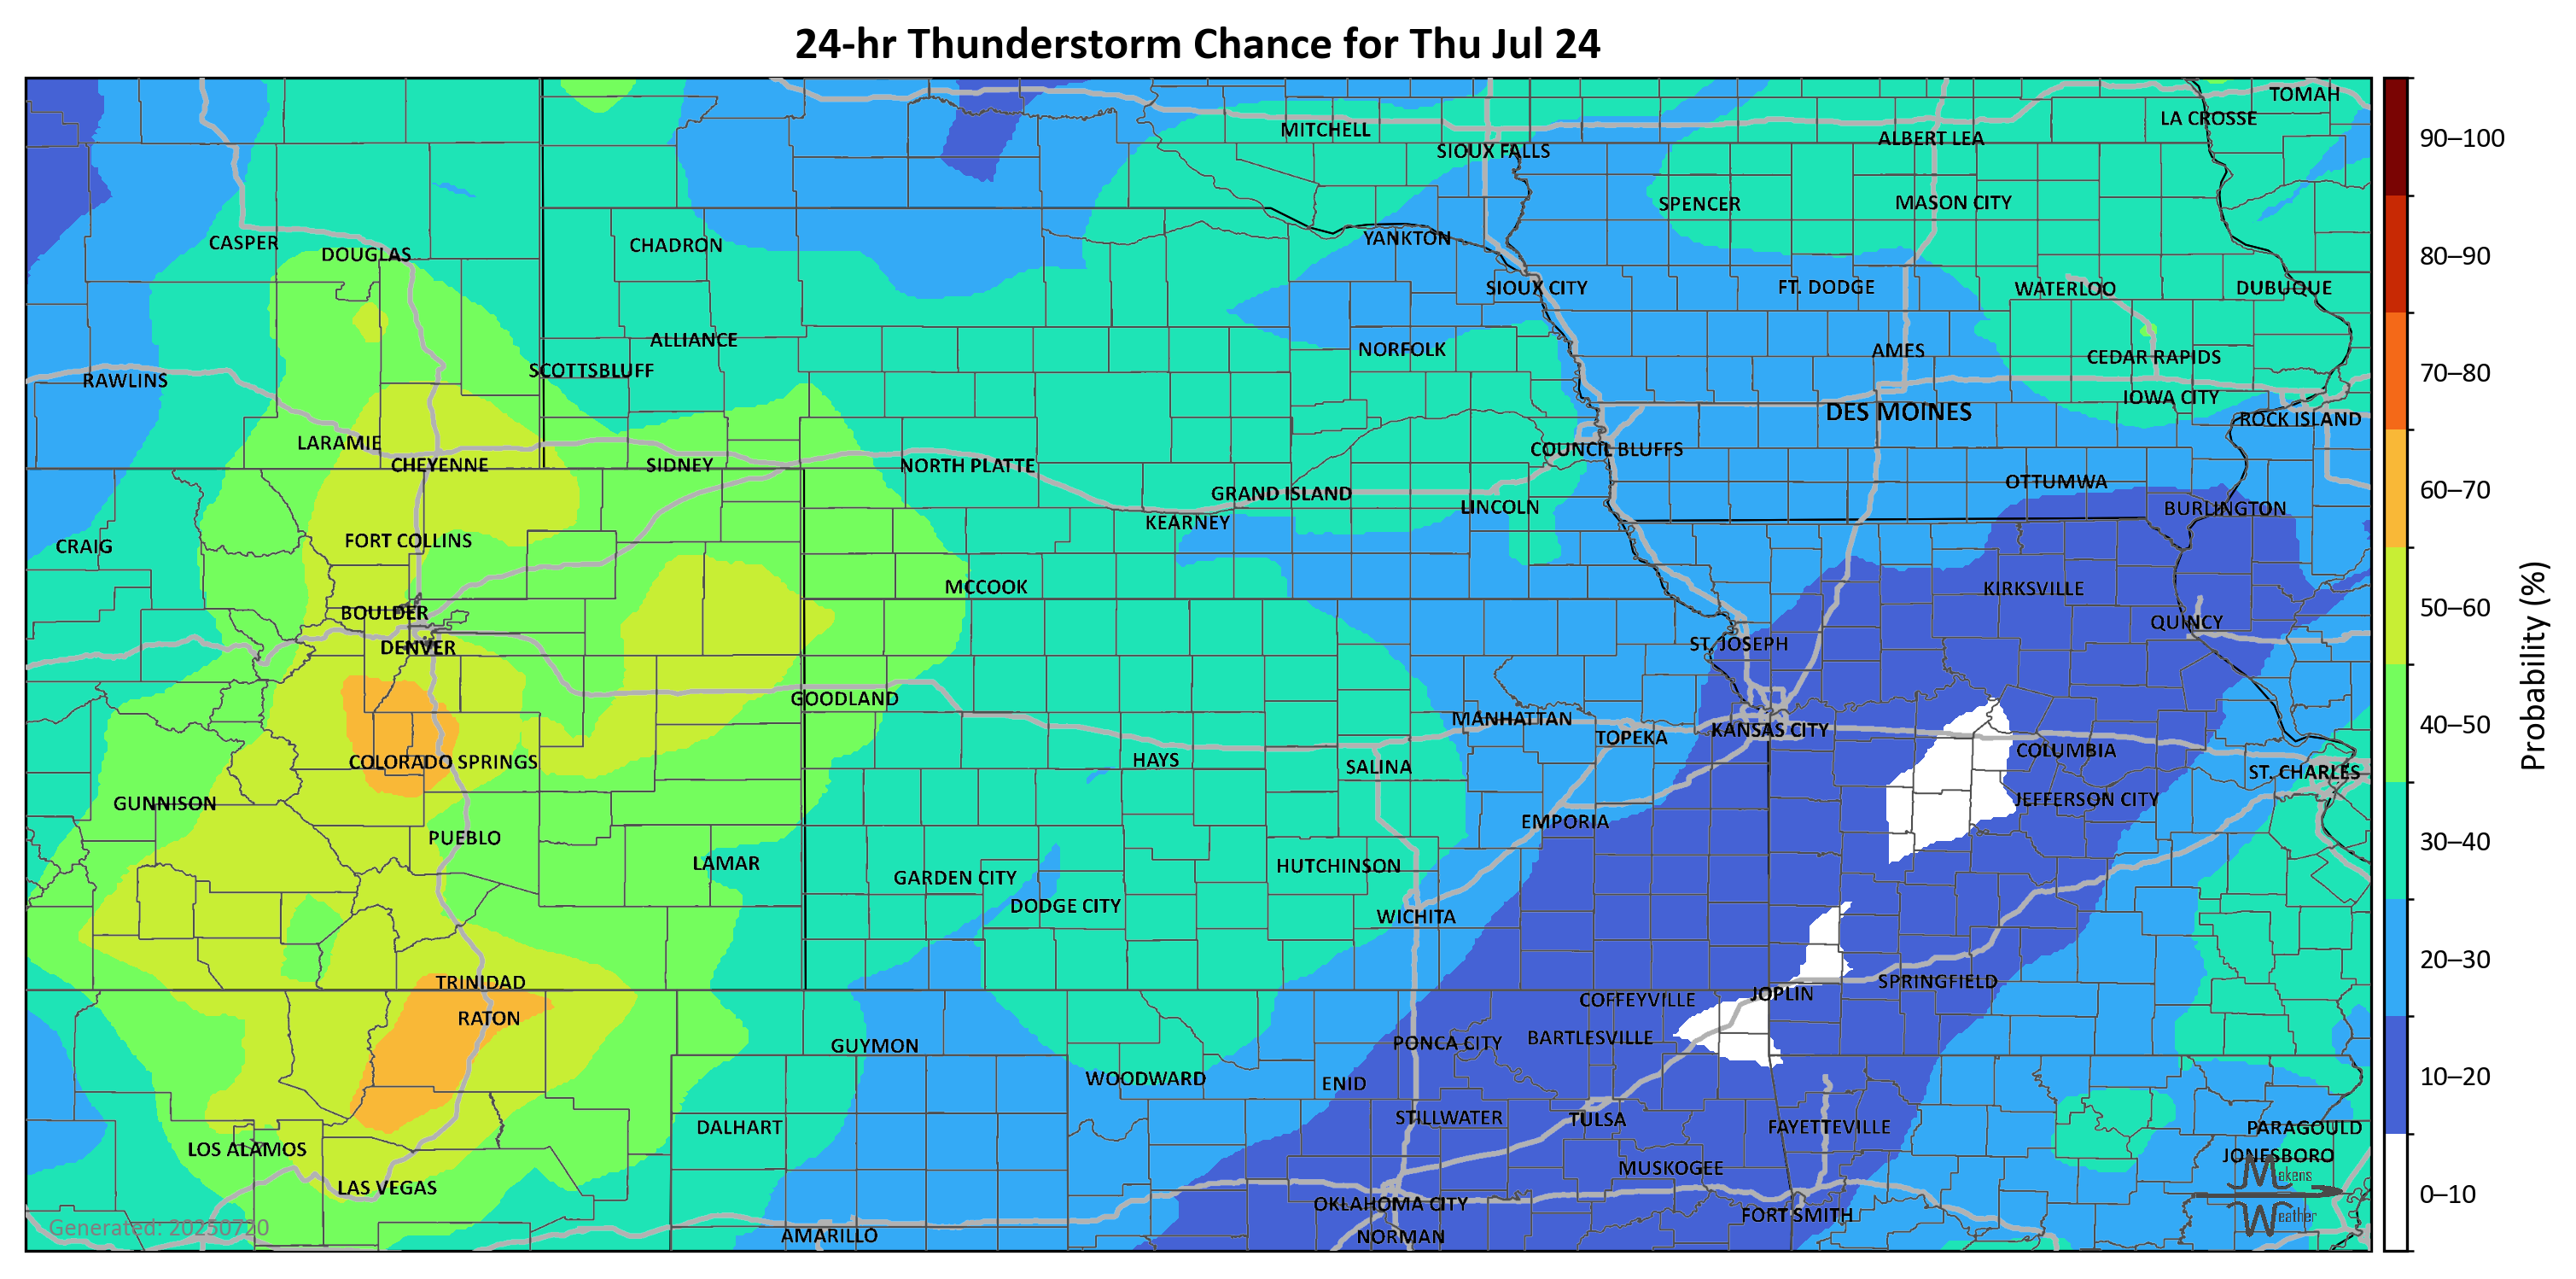 24-hr Thunderstorm Chance for Thu Jul 24
TOMAH
LA CROSSE
MITCHELL
ALBERT LEA
90–100
SIOUX FALLS
SPENCER
MASON CITY
CASPER
DOUGLAS
CHADRON
YANKTON
80–90
SIOUX CITY
FT. DODGE
WATERLOO
DUBUQUE
ALLIANCE
NORFOLK
AMES
CEDAR RAPIDS
RAWLINS
SCOTTSBLUFF
70–80
IOWA CITY
DES MOINES
ROCK ISLAND
LARAMIE
COUNCIL BLUFFS
CHEYENNE
SIDNEY
NORTH PLATTE
OTTUMWA
60–70
GRAND ISLAND
LINCOLN
BURLINGTON
KEARNEY
CRAIG
FORT COLLINS
MCCOOK
KIRKSVILLE
50–60
BOULDER
QUINCY
DENVER
ST. JOSEPH
Probability (%)
GOODLAND
MANHATTAN
TOPEKA
KANSAS CITY
40–50
COLORADO SPRINGS
HAYS
SALINA
COLUMBIA
ST. CHARLES
GUNNISON
JEFFERSON CITY
PUEBLO
EMPORIA
30–40
LAMAR
GARDEN CITY
HUTCHINSON
DODGE CITY
WICHITA
20–30
TRINIDAD
SPRINGFIELD
COFFEYVILLE
JOPLIN
RATON
GUYMON
PONCA CITY
BARTLESVILLE
WOODWARD
ENID
10–20
DALHART
STILLWATER
TULSA
FAYETTEVILLE
PARAGOULD
LOS ALAMOS
JONESBORO
LAS VEGAS
MUSKOGEE
Makens
OKLAHOMA CITY
FORT SMITH
Weather
0–10
Generated: 20250720
AMARILLO
NORMAN